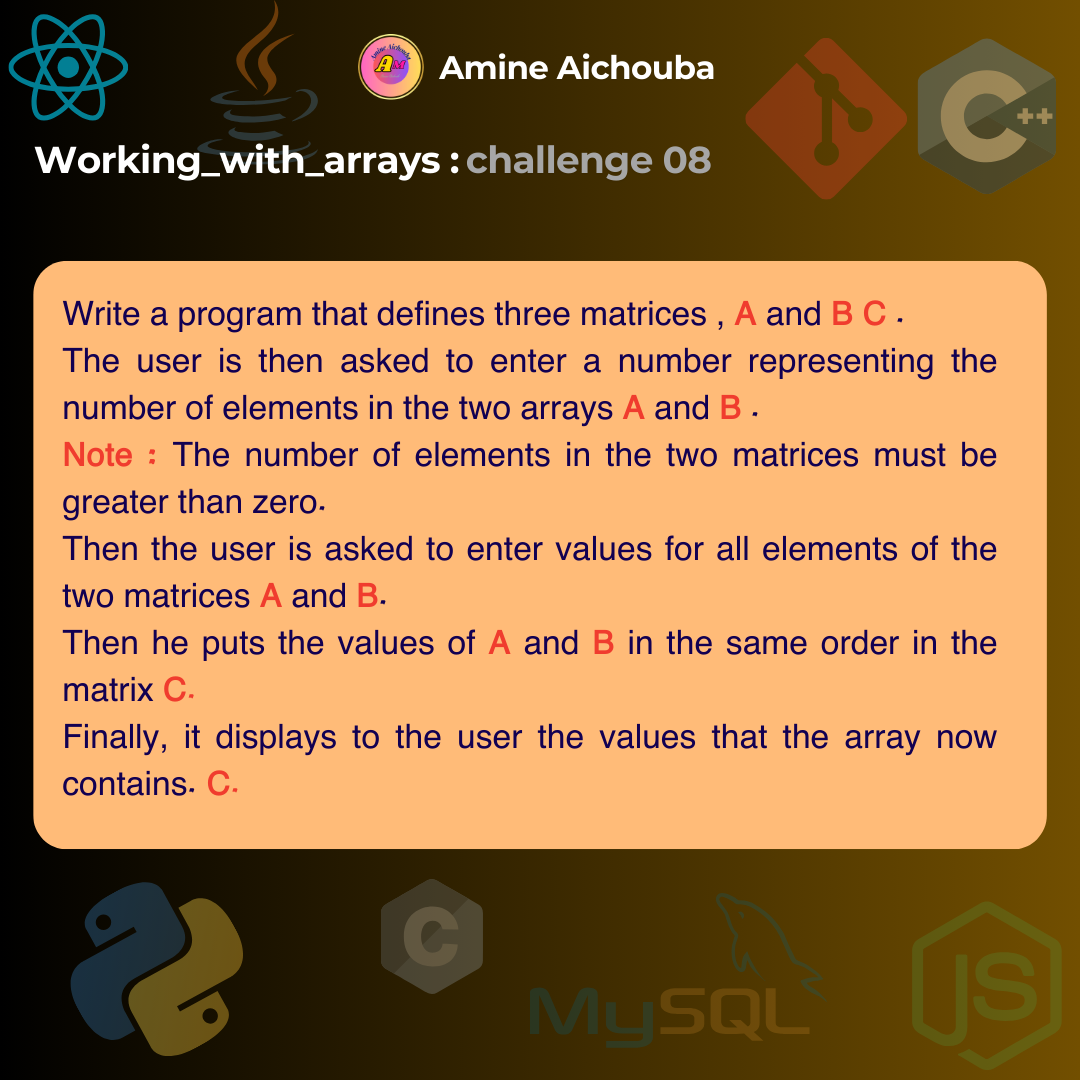 Amine Aichouba
Amine Aichouba
AM
Working_with_arrays : challenge 08
C++
Write a program that defines three matrices , A and B C .
The user is then asked to enter a number representing the
number of elements in the two arrays A and B .
Note : The number of elements in the two matrices must be
greater than zero.
Then the user is asked to enter values for all elements of the
two matrices A and B.
Then he puts the values of A and B in the same order in the
matrix C.
Finally, it displays to the user the values that the array now
contains. C.
C
MySQL
JS